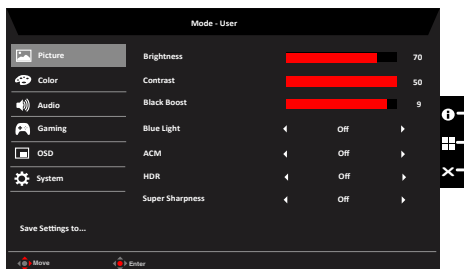 Mode - User
Picture
Brightness 70
Color
Contrast 50
Audio
Black Boost 9
Gaming
Blue Light Off
OSD
ACM Off
System
HDR Off
Super Sharpness Off
Save Settings to...
Move Enter